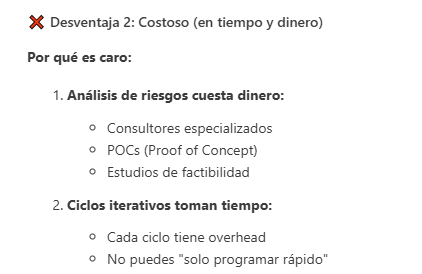 ❌ Desventaja 2: Costoso (en tiempo y dinero)
Por qué es caro:
1. Análisis de riesgos cuesta dinero:
○ Consultores especializados
○ POCs (Proof of Concept)
○ Estudios de factibilidad
2. Ciclos iterativos toman tiempo:
○ Cada ciclo tiene overhead
○ No puedes "solo programar rápido"